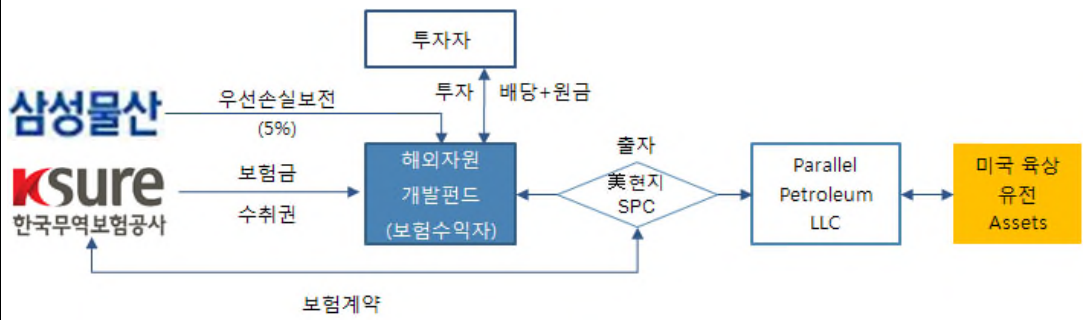 투자자
투자
배당+원금
삼성물산
우선손실보전
(5%)
Ksure
한국무역보험공사
보험금
수취권
해외자원
개발펀드
(보험수익자)
출자
美현지
SPC
Parallel
Petroleum
LLC
미국 육상
유전
Assets
보험계약